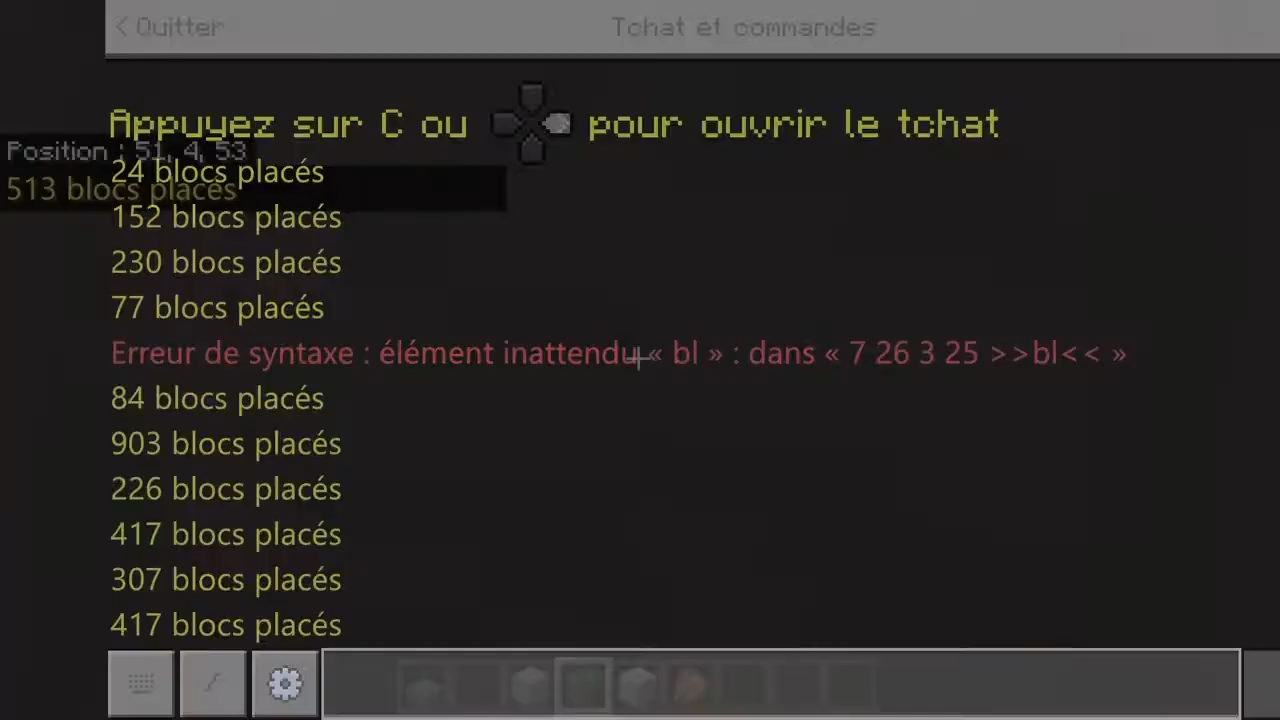 < Quitter
Tchat et commandes
Appuyez sur C ou pour ouvrir le tchat
Position : 51, 4, 53
24 blocs placés
513 blocs placés
152 blocs placés
230 blocs placés
77 blocs placés
Erreur de syntaxe : élément inattendu « bl » : dans « 7 26 3 25 >>bl<< »
84 blocs placés
903 blocs placés
226 blocs placés
417 blocs placés
307 blocs placés
417 blocs placés